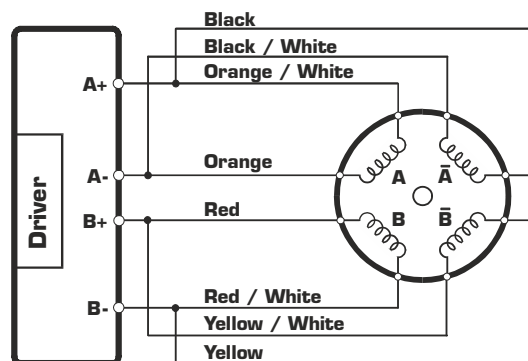 Black
Black / White
Orange / White
A+
Orange
A-
A
Ā
Driver
B+
Red
B
B̄
Red / White
B-
Yellow / White
Yellow